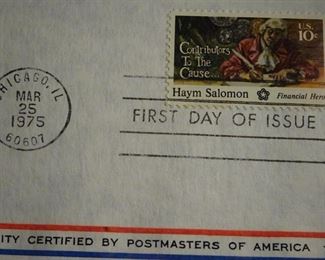 Contributors
To The
Cause...
U.S.
10c
Haym Salomon
Financial Hero
CHICAGO, IL
MAR
25
1975
60607
FIRST DAY OF ISSUE
ITY CERTIFIED BY POSTMASTERS OF AMERICA